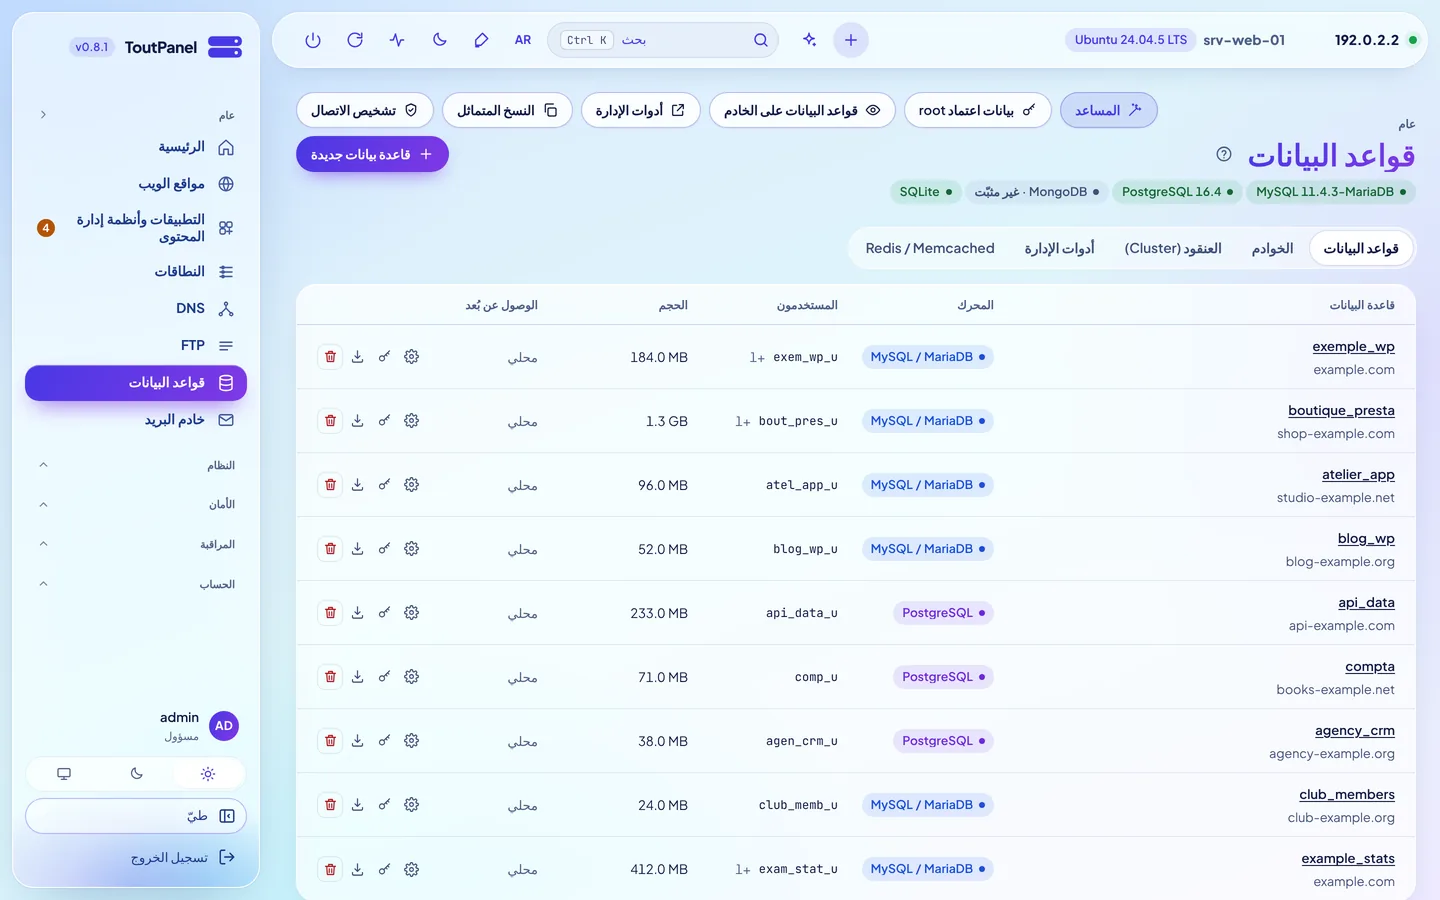 ToutPanel v0.8.1
عام
الرئيسية
مواقع الويب
التطبيقات وأنظمة إدارة
المحتوى
4
النطاقات
DNS
FTP
قواعد البيانات
خادم البريد
النظام
الأمان
المراقبة
الحساب
AD
admin
مسؤول
طيّ
تسجيل الخروج
192.0.2.2 srv-web-01 Ubuntu 24.04.5 LTS
بحث Ctrl K
AR
عام
قواعد البيانات
MySQL 11.4.3-MariaDB PostgreSQL 16.4 MongoDB · غير مثبّت SQLite
المساعد بيانات اعتماد root قواعد البيانات على الخادم أدوات الإدارة النسخ المتماثل تشخيص الاتصال
قاعدة بيانات جديدة
قواعد البيانات الخوادم العنقود (Cluster) أدوات الإدارة Redis / Memcached
قاعدة البيانات المحرك المستخدمون الحجم الوصول عن بُعد
exemple_wp MySQL / MariaDB exem_wp_u +1 184.0 MB محلي
example.com
boutique_presta MySQL / MariaDB bout_pres_u +1 1.3 GB محلي
shop-example.com
atelier_app MySQL / MariaDB atel_app_u 96.0 MB محلي
studio-example.net
blog_wp MySQL / MariaDB blog_wp_u 52.0 MB محلي
blog-example.org
api_data PostgreSQL api_data_u 233.0 MB محلي
api-example.com
compta PostgreSQL comp_u 71.0 MB محلي
books-example.net
agency_crm PostgreSQL agen_crm_u 38.0 MB محلي
agency-example.org
club_members MySQL / MariaDB club_memb_u 24.0 MB محلي
club-example.org
example_stats MySQL / MariaDB exam_stat_u +1 412.0 MB محلي
example.com